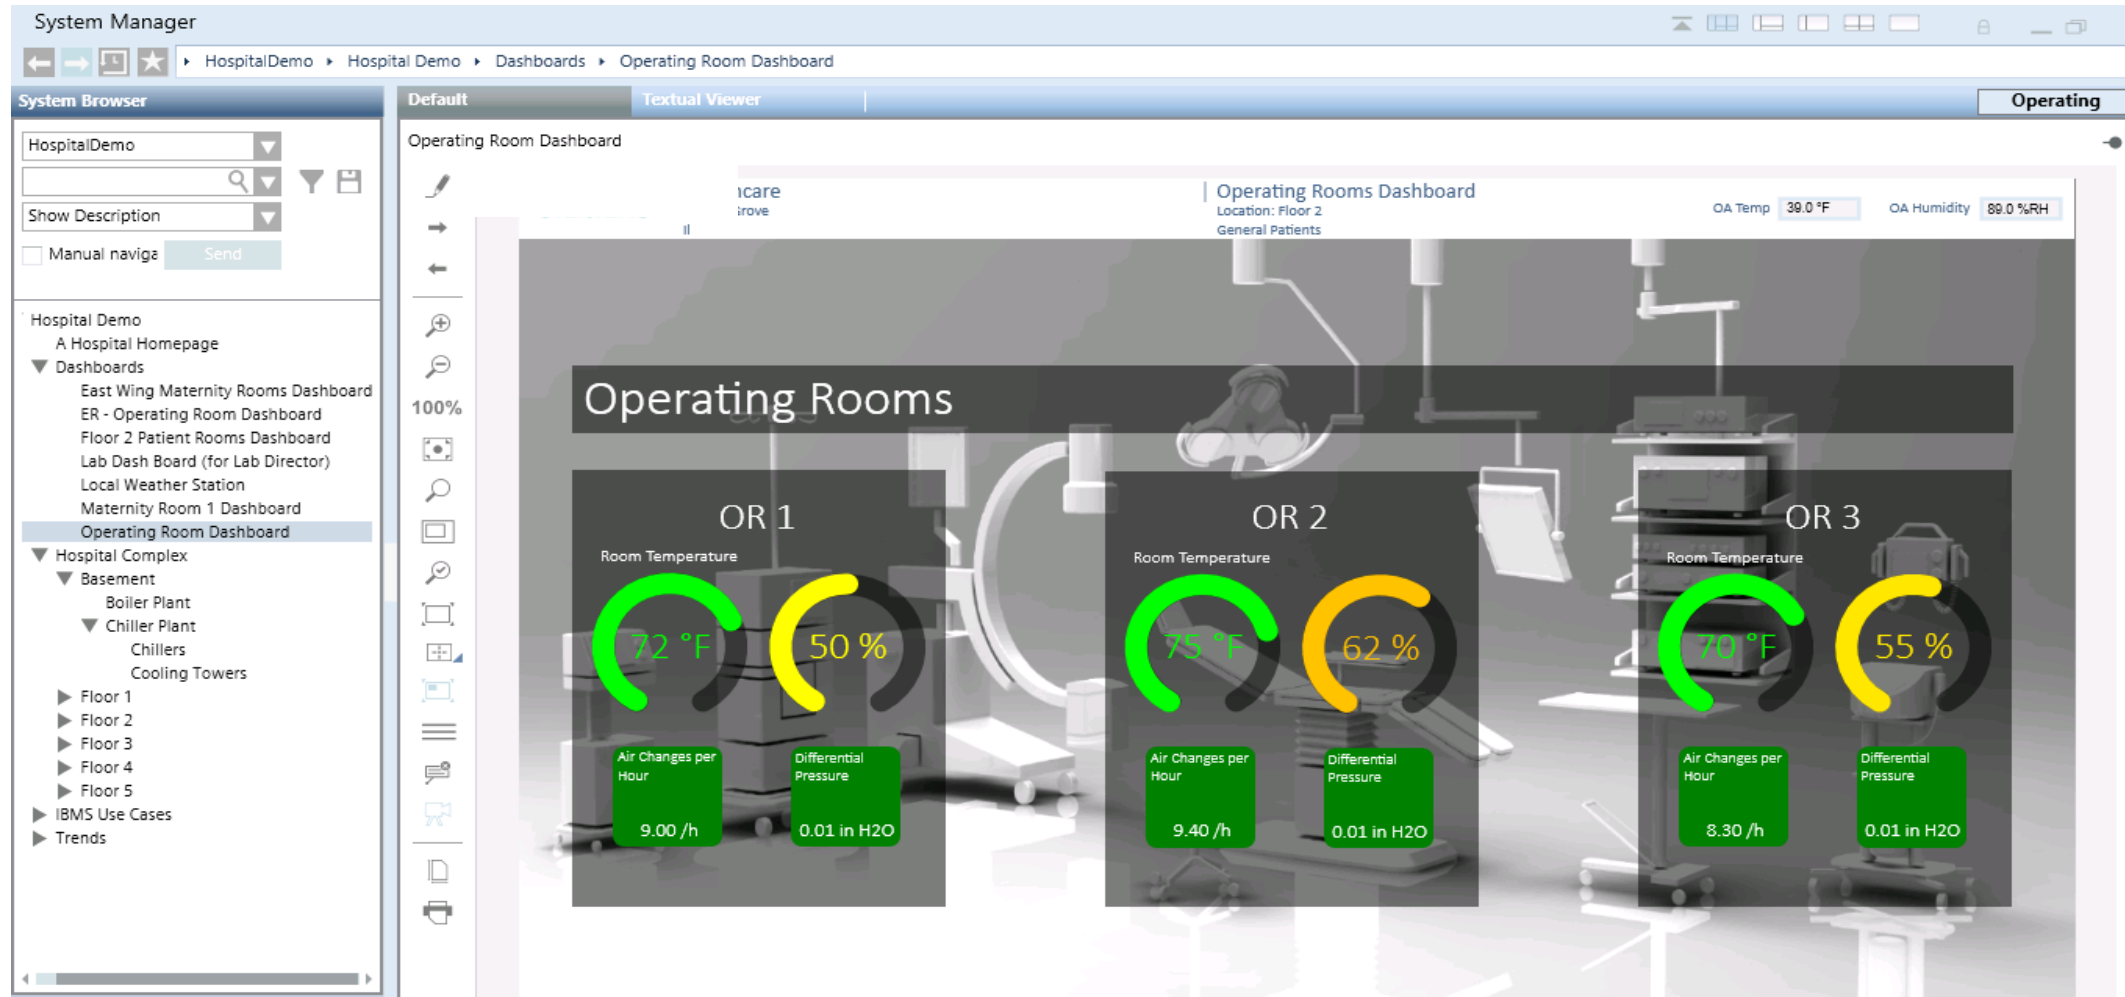 System Manager
HospitalDemo Hospital Demo Dashboards Operating Room Dashboard
System Browser
HospitalDemo
Show Description
Manual naviga Send
Hospital Demo
A Hospital Homepage
Dashboards
East Wing Maternity Rooms Dashboard
ER - Operating Room Dashboard
Floor 2 Patient Rooms Dashboard
Lab Dash Board (for Lab Director)
Local Weather Station
Maternity Room 1 Dashboard
Operating Room Dashboard
Hospital Complex
Basement
Boiler Plant
Chiller Plant
Chillers
Cooling Towers
Floor 1
Floor 2
Floor 3
Floor 4
Floor 5
IBMS Use Cases
Trends
Default Textual Viewer Operating
Operating Room Dashboard
100%
Operating Rooms Dashboard
Location: Floor 2
General Patients
OA Temp 39.0 °F OA Humidity 89.0 %RH
Operating Rooms
OR 1
Room Temperature
72 °F 50 %
Air Changes per
Hour
9.00 /h
Differential
Pressure
0.01 in H2O
OR 2
Room Temperature
75 °F 62 %
Air Changes per
Hour
9.40 /h
Differential
Pressure
0.01 in H2O
OR 3
Room Temperature
70 °F 55 %
Air Changes per
Hour
8.30 /h
Differential
Pressure
0.01 in H2O